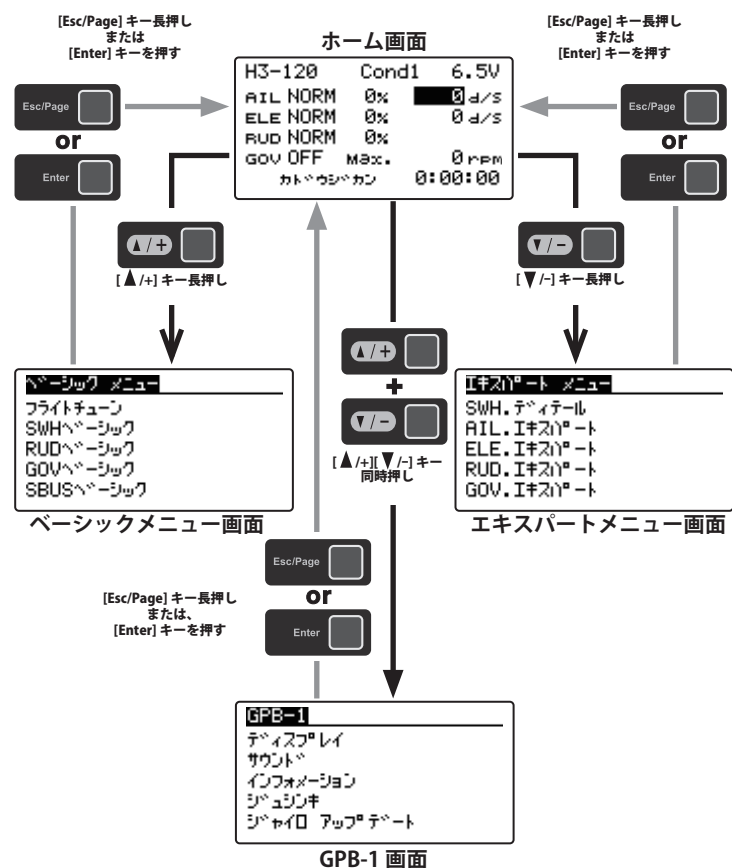 [Esc/Page] キー長押し
または
[Enter] キーを押す
Esc/Page
or
Enter
ホーム画面
H3-120 Cond1 6.5V
AIL NORM 0% 0 d/s
ELE NORM 0% 0 d/s
RUD NORM 0%
GOV OFF Max. 0 rpm
カドウジカン 0:00:00
[Esc/Page] キー長押し
または
[Enter] キーを押す
Esc/Page
or
Enter
▲/+
[▲/+] キー長押し
▼/-
[▼/-] キー長押し
▲/+
+
▼/-
[▲/+][▼/-] キー
同時押し
ベーシック メニュー
フライトチューン
SWHベーシック
RUDベーシック
GOVベーシック
SBUSベーシック
ベーシックメニュー画面
エキスパート メニュー
SWH.ディテール
AIL.エキスパート
ELE.エキスパート
RUD.エキスパート
GOV.エキスパート
エキスパートメニュー画面
[Esc/Page] キー長押し
または、
[Enter] キーを押す
Esc/Page
or
Enter
GPB-1
ディスプレイ
サウンド
インフォメーション
ジュシンキ
ジャイロ アップデート
GPB-1 画面